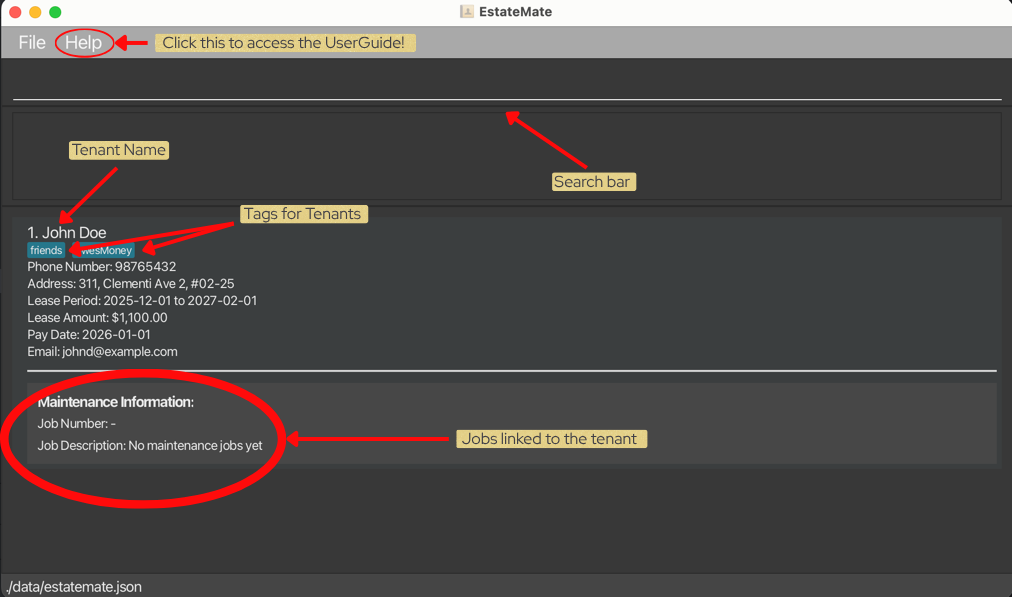 EstateMate
File Help Click this to access the UserGuide!
Tenant Name
Search bar
Tags for Tenants
1. John Doe
friends
Phone Number: 98765432
Address: 311, Clementi Ave 2, #02-25
Lease Period: 2025-12-01 to 2027-02-01
Lease Amount: $1,100.00
Pay Date: 2026-01-01
Email: johnd@example.com
Maintenance Information:
Job Number: -
Job Description: No maintenance jobs yet
Jobs linked to the tenant
./data/estatemate.json